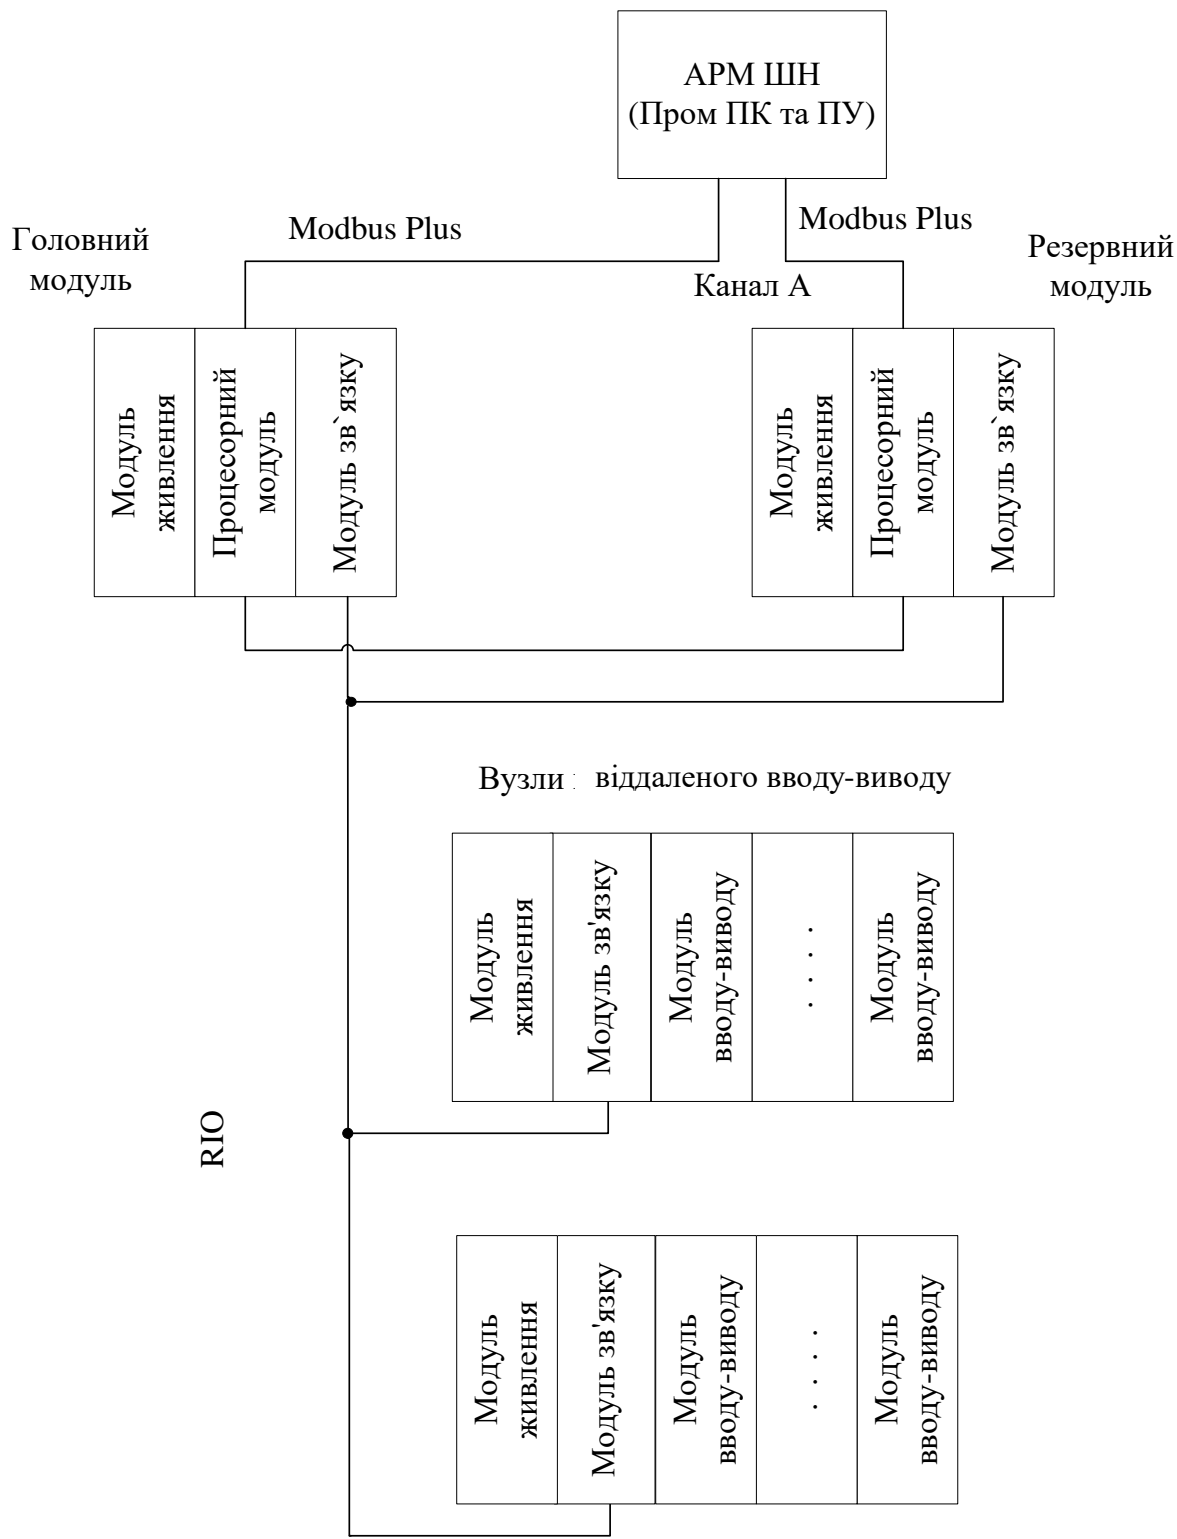 АРМ ШН
(Пром ПК та ПУ)
Modbus Plus
Modbus Plus
Головний
модуль
Канал А
Резервний
модуль
Модуль
живлення
Процесорний
модуль
Модуль зв`язку
Модуль
живлення
Процесорний
модуль
Модуль зв`язку
Вузли : віддаленого вводу-виводу
Модуль
живлення
Модуль зв'язку
Модуль
вводу-виводу
. . . .
Модуль
вводу-виводу
RIO
Модуль
живлення
Модуль зв'язку
Модуль
вводу-виводу
. . . .
Модуль
вводу-виводу